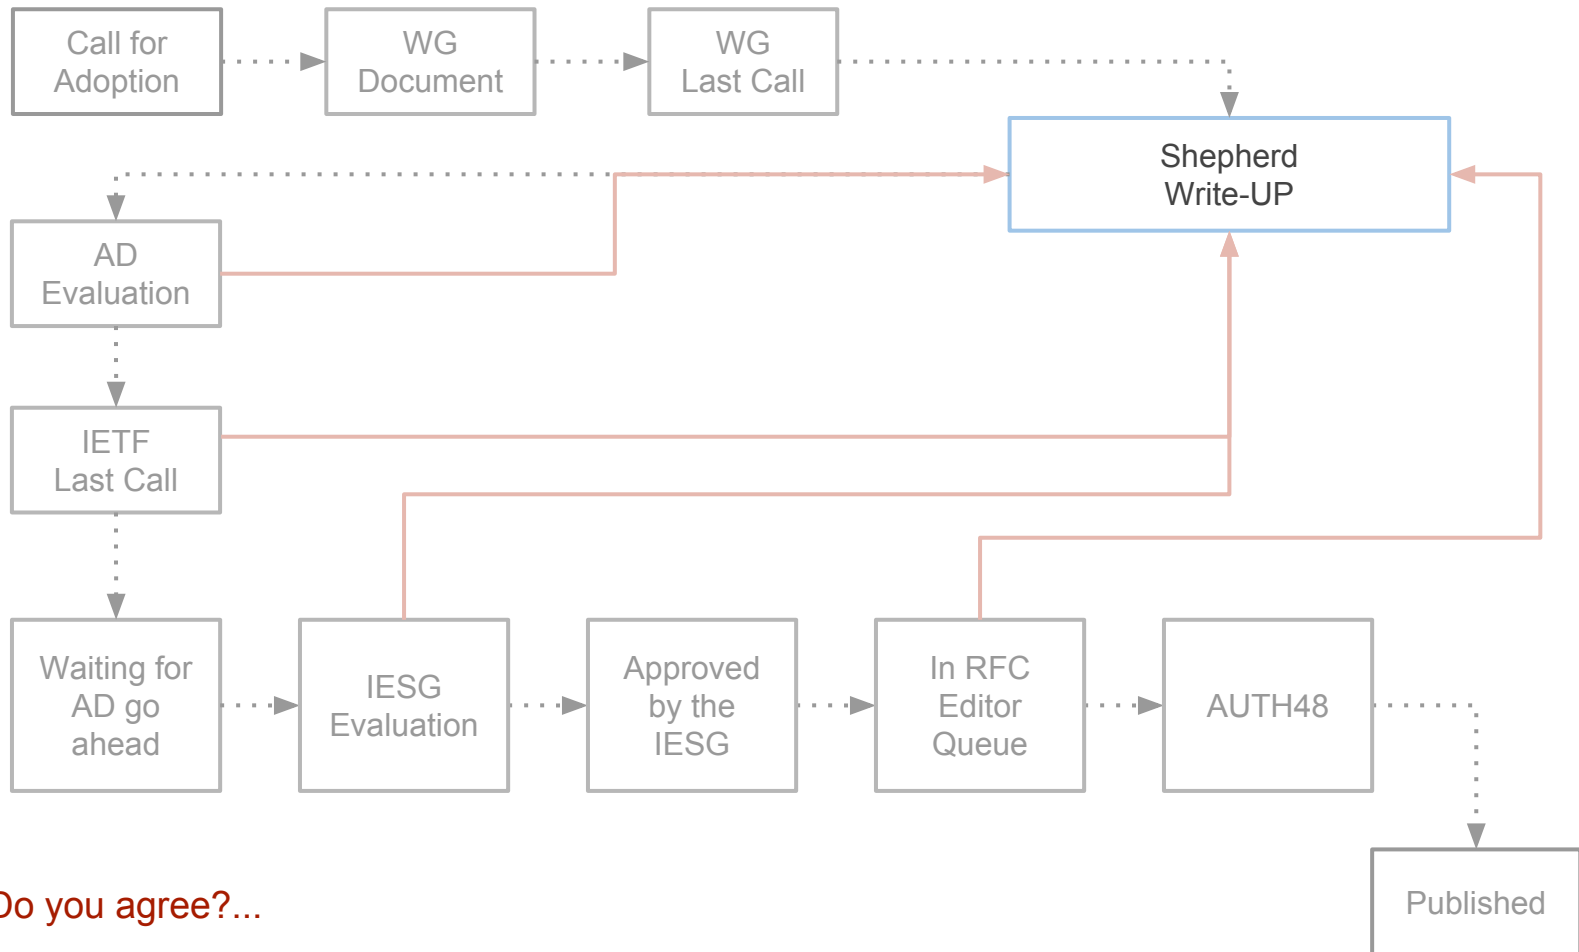 Call for
Adoption
WG
Document
WG
Last Call
Shepherd
Write-UP
AD
Evaluation
IETF
Last Call
Waiting for
AD go
ahead
IESG
Evaluation
Approved
by the
IESG
In RFC
Editor
Queue
AUTH48
Published
Do you agree?...